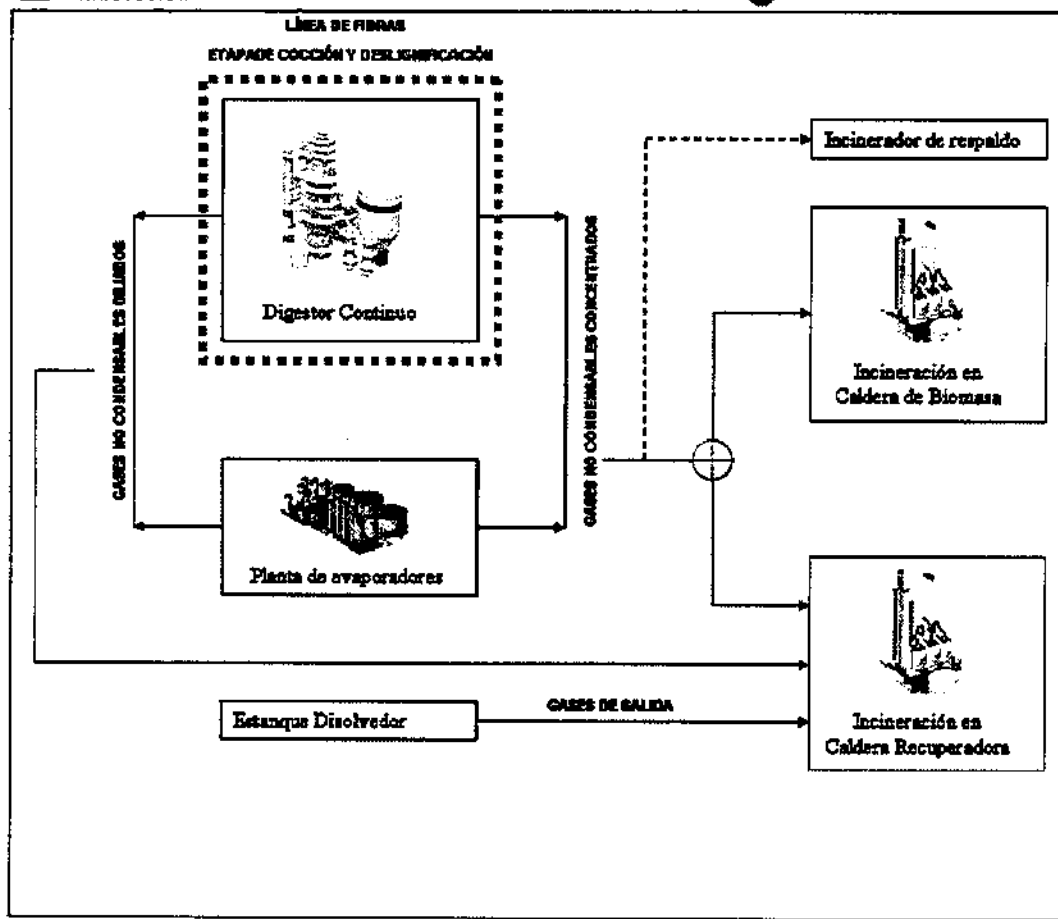 LÍNEA DE FIBRAS
ETAPA DE COCCIÓN Y DESLIGNIFICACIÓN
Digestor Continuo
GASES NO CONDENSABLES DILUIDOS
GASES NO CONDENSABLES CONCENTRADOS
Incinerador de respaldo
Incineración en
Caldera de Biomasa
Planta de evaporadores
Estanque Disolvedor
GASES DE SALIDA
Incineración en
Caldera Recuperadora